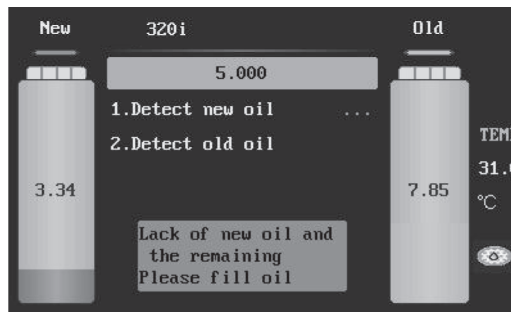 New
320i
Old
5.000
1.Detect new oil ...
2.Detect old oil
3.34
7.85
31.
°C
Lack of new oil and
the remaining
Please fill oil